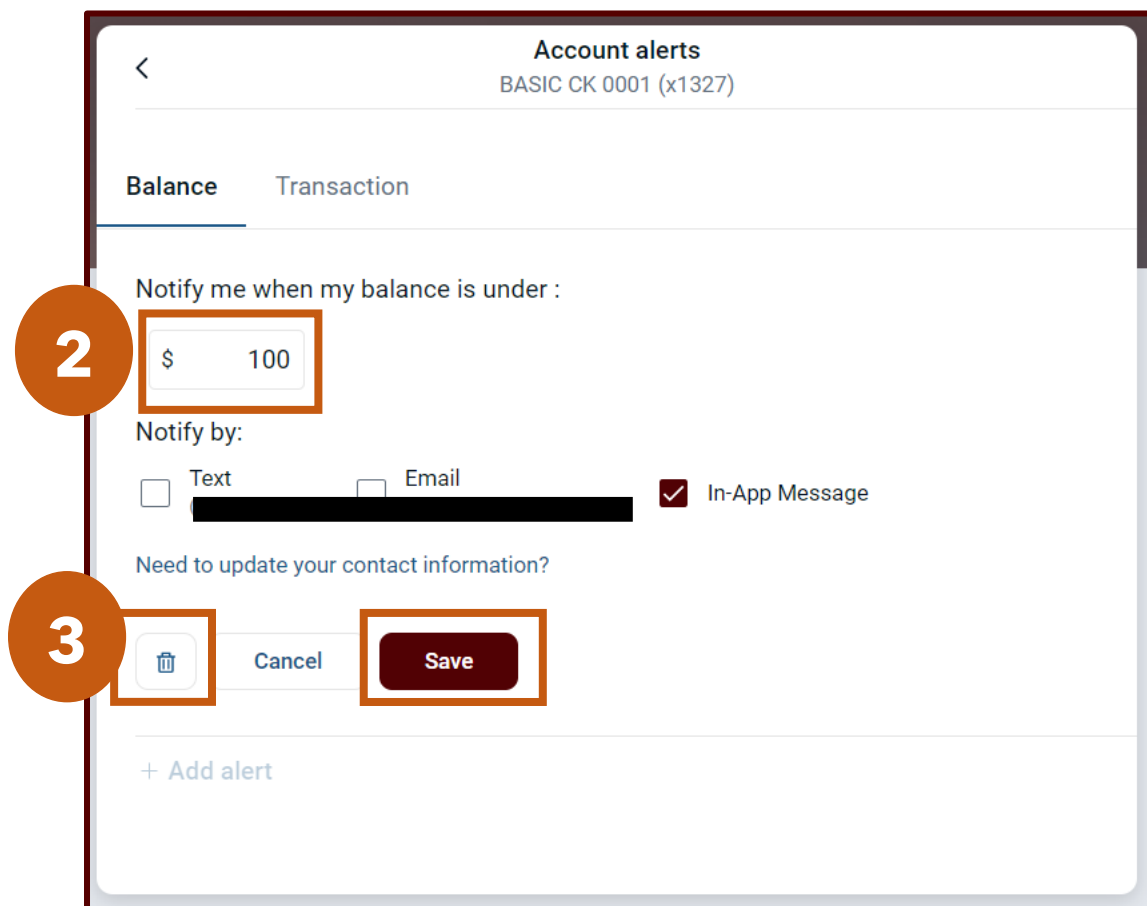 Account alerts
BASIC CK 0001 (x1327)
Balance Transaction
Notify me when my balance is under :
2
$ 100
Notify by:
Text Email
In-App Message
Need to update your contact information?
3
Cancel Save
+ Add alert